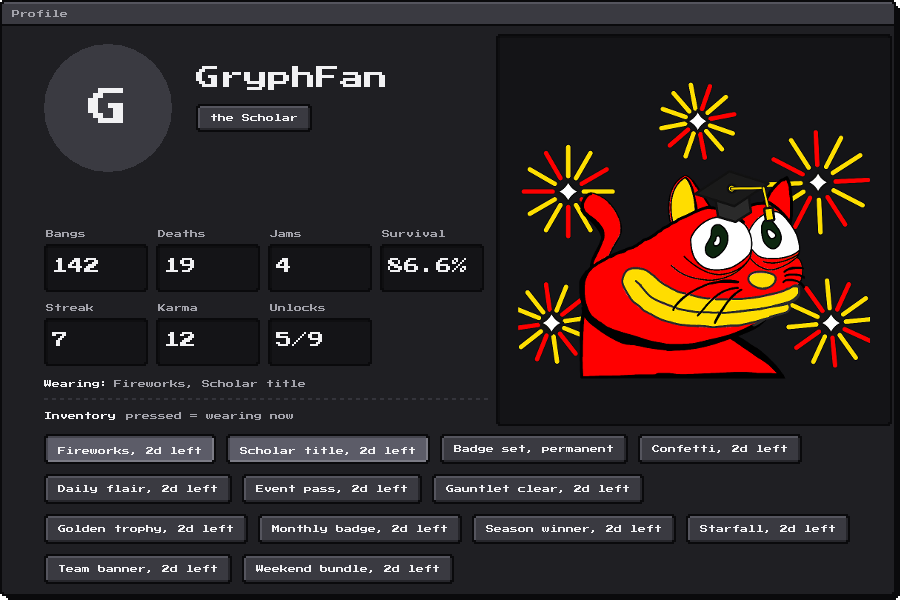 Profile
G
GryphFan
the Scholar
Bangs Deaths Jams Survival
142 19 4 86.6%
Streak Karma Unlocks
7 12 5/9
Wearing: Fireworks, Scholar title
Inventory pressed = wearing now
Fireworks, 2d left Scholar title, 2d left Badge set, permanent Confetti, 2d left
Daily flair, 2d left Event pass, 2d left Gauntlet clear, 2d left
Golden trophy, 2d left Monthly badge, 2d left Season winner, 2d left Starfall, 2d left
Team banner, 2d left Weekend bundle, 2d left